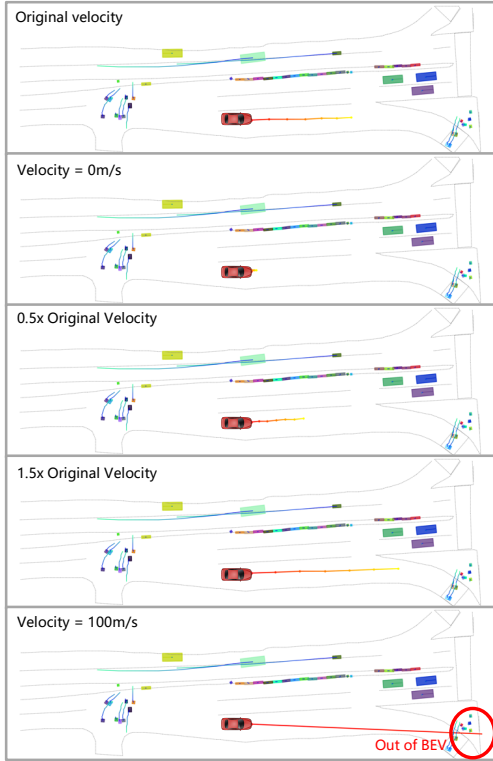 Original velocity
Velocity = 0m/s
0.5x Original Velocity
1.5x Original Velocity
Velocity = 100m/s
Out of BEV